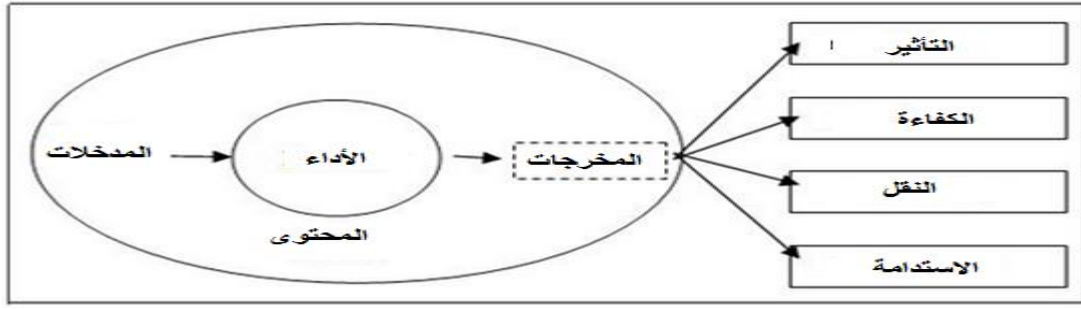 المدخلات
الأداء
المحتوى
المخرجات
التأثير
الكفاءة
النقل
الاستدامة